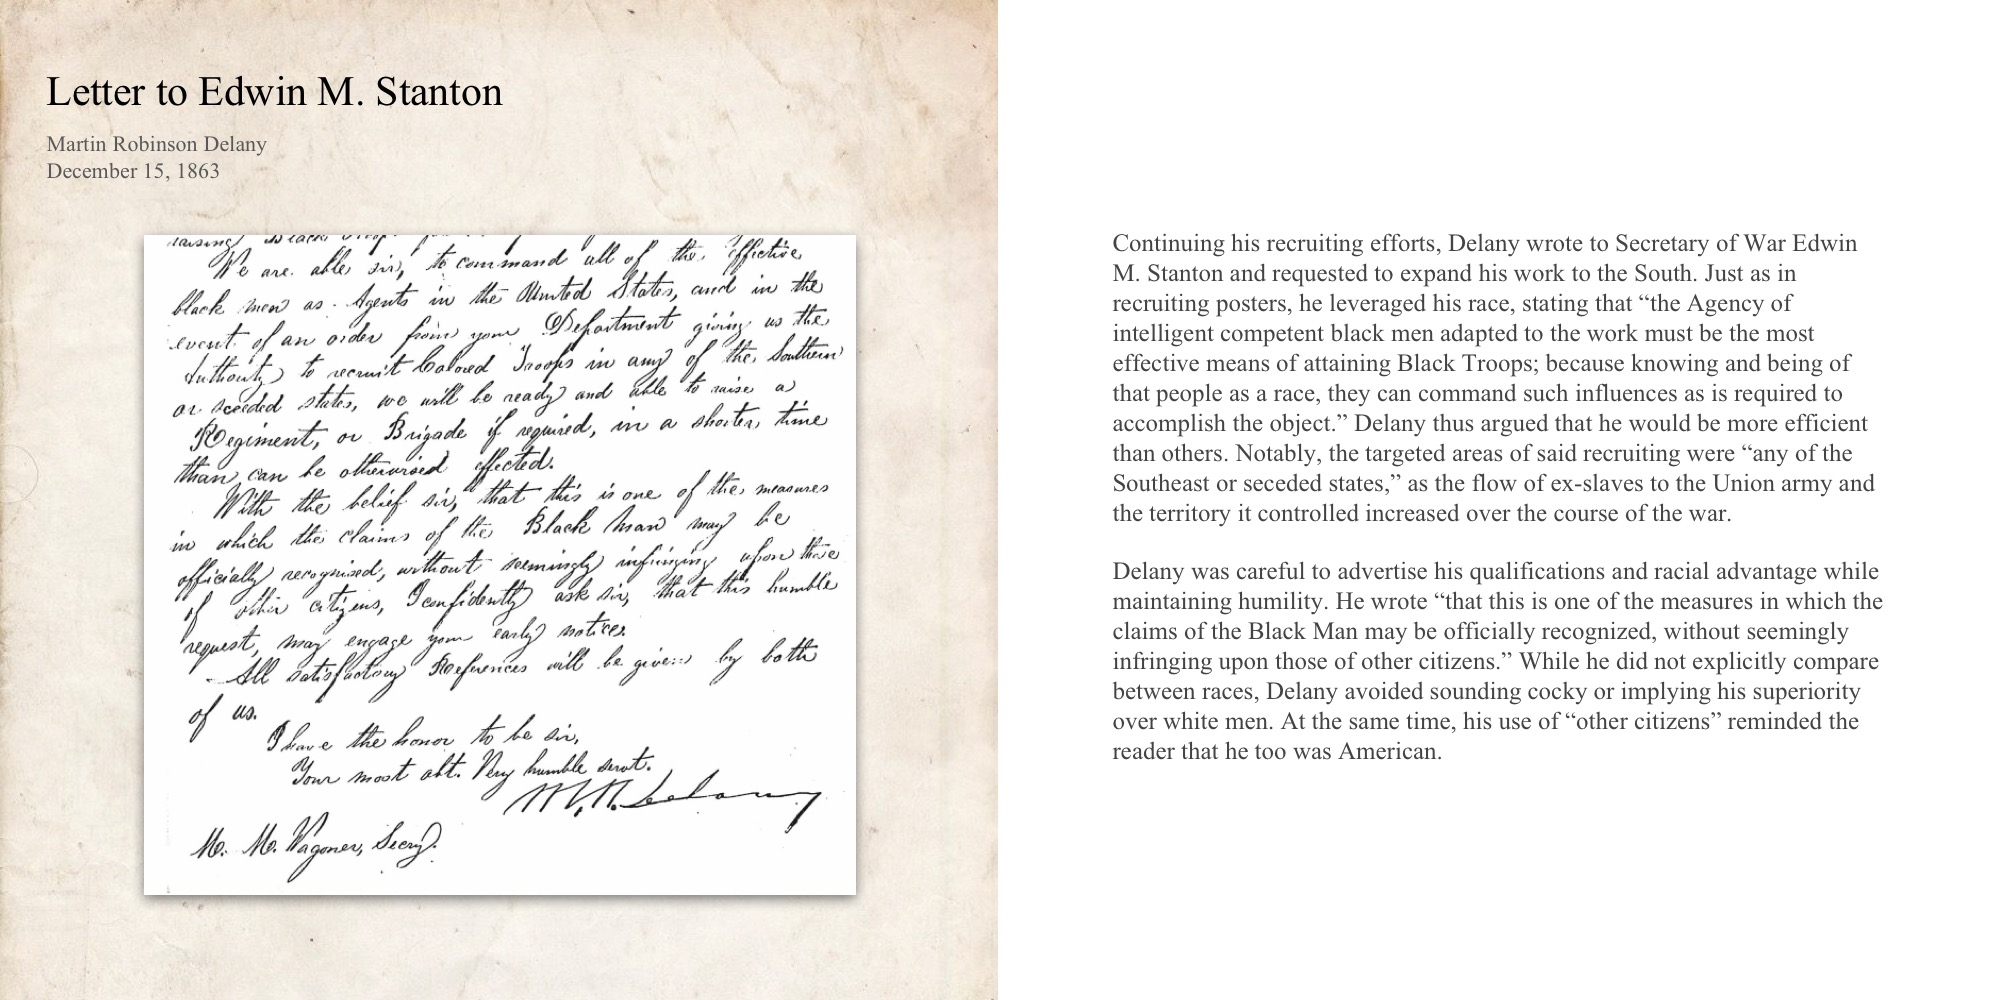 Letter to Edwin M. Stanton
Martin Robinson Delany
December 15, 1863
raising Black Troops
We are able sir, to command all of the effective
black men as Agents in the United States, and in the
event of an order from your Department giving us the
Authority to recruit Colored Troops in any of the Southern
or seceded states, we will be ready and able to raise a
Regiment, or Brigade if required, in a shorter time
than can be otherwised effected.
With the belief sir, that this is one of the measures
in which the claims of the Black Man may be
officially recognised, without seemingly infringing upon those
of other citizens, I confidently ask sir, that this humble
request, may engage your early notice.
All satisfactory References will be given by both
of us.
I have the honor to be sir,
Your most obt. Very humble servt.
M. R. Delany
M. M. Wagoner, Secry.
Continuing his recruiting efforts, Delany wrote to Secretary of War Edwin
M. Stanton and requested to expand his work to the South. Just as in
recruiting posters, he leveraged his race, stating that “the Agency of
intelligent competent black men adapted to the work must be the most
effective means of attaining Black Troops; because knowing and being of
that people as a race, they can command such influences as is required to
accomplish the object.” Delany thus argued that he would be more efficient
than others. Notably, the targeted areas of said recruiting were “any of the
Southeast or seceded states,” as the flow of ex-slaves to the Union army and
the territory it controlled increased over the course of the war.
Delany was careful to advertise his qualifications and racial advantage while
maintaining humility. He wrote “that this is one of the measures in which the
claims of the Black Man may be officially recognized, without seemingly
infringing upon those of other citizens.” While he did not explicitly compare
between races, Delany avoided sounding cocky or implying his superiority
over white men. At the same time, his use of “other citizens” reminded the
reader that he too was American.